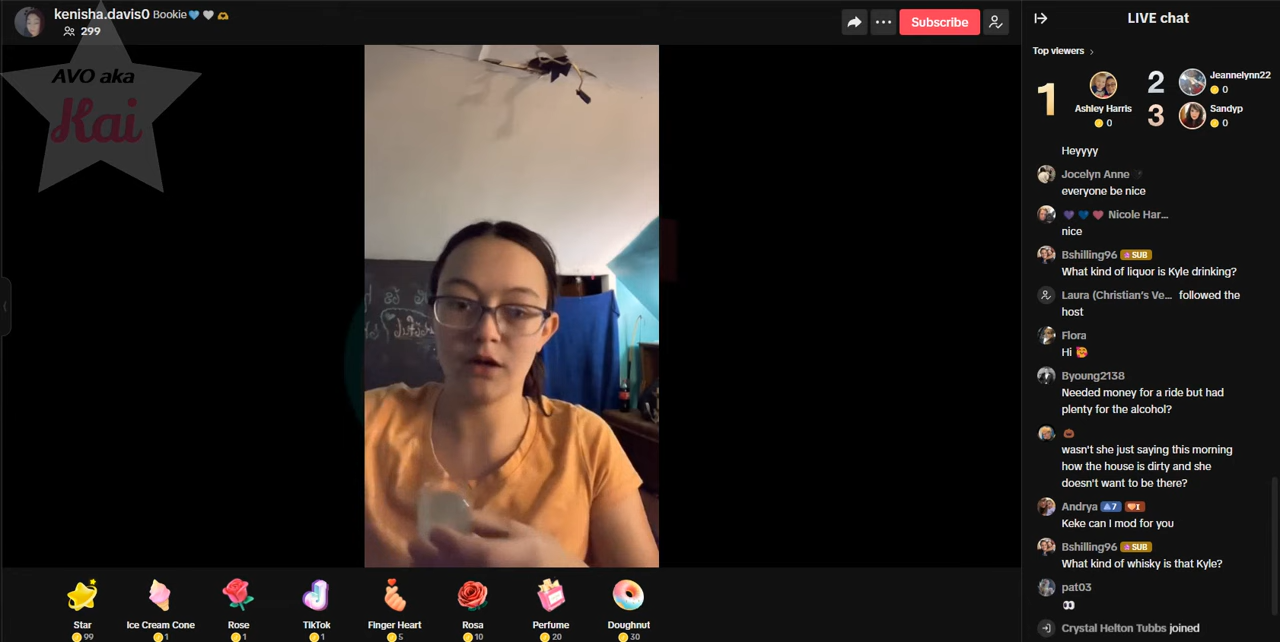 kenisha.davis0 Bookie
299
Subscribe
AVO aka
Kai
Star
99
Ice Cream Cone
1
Rose
1
TikTok
1
Finger Heart
5
Rosa
10
Perfume
20
Doughnut
30
LIVE chat
Top viewers
1
Ashley Harris
0
2
Jeannelynn22
0
3
Sandyp
0
Heyyyy
Jocelyn Anne
everyone be nice
Nicole Har...
nice
Bshilling96 SUB
What kind of liquor is Kyle drinking?
Laura (Christian's Ve... followed the
host
Flora
Hi 🥰
Byoung2138
Needed money for a ride but had
plenty for the alcohol?
wasn't she just saying this morning
how the house is dirty and she
doesn't want to be there?
Andrya 7 I
Keke can I mod for you
Bshilling96 SUB
What kind of whisky is that Kyle?
pat03
👀
Crystal Helton Tubbs joined